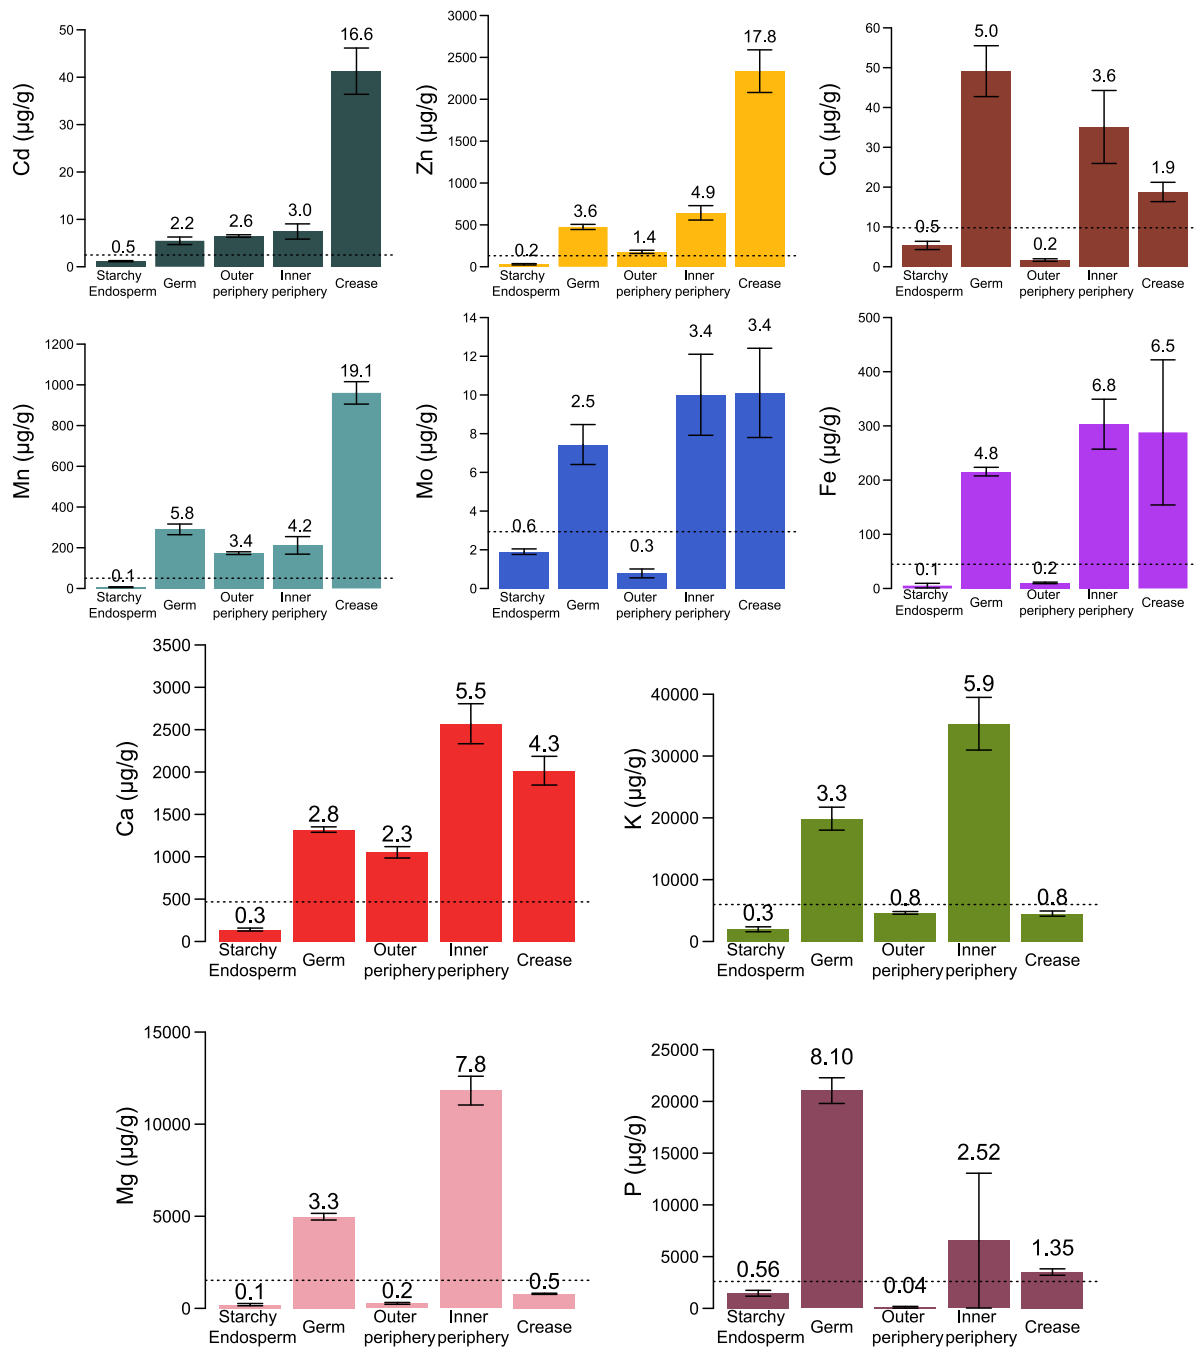 Cd (µg/g)
50
40
30
20
10
0
0.5
2.2
2.6
3.0
16.6
Starchy
Endosperm
Germ
Outer
periphery
Inner
periphery
Crease
Zn (µg/g)
3000
2500
2000
1500
1000
500
0
0.2
3.6
1.4
4.9
17.8
Starchy
Endosperm
Germ
Outer
periphery
Inner
periphery
Crease
Cu (µg/g)
60
50
40
30
20
10
0
0.5
5.0
0.2
3.6
1.9
Starchy
Endosperm
Germ
Outer
periphery
Inner
periphery
Crease
Mn (µg/g)
1200
1000
800
600
400
200
0
0.1
5.8
3.4
4.2
19.1
Starchy
Endosperm
Germ
Outer
periphery
Inner
periphery
Crease
Mo (µg/g)
14
12
10
8
6
4
2
0
0.6
2.5
0.3
3.4
3.4
Starchy
Endosperm
Germ
Outer
periphery
Inner
periphery
Crease
Fe (µg/g)
500
400
300
200
100
0
0.1
4.8
0.2
6.8
6.5
Starchy
Endosperm
Germ
Outer
periphery
Inner
periphery
Crease
Ca (µg/g)
3500
3000
2500
2000
1500
1000
500
0
0.3
2.8
2.3
5.5
4.3
Starchy
Endosperm
Germ
Outer
periphery
Inner
periphery
Crease
K (µg/g)
40000
30000
20000
10000
0
0.3
3.3
0.8
5.9
0.8
Starchy
Endosperm
Germ
Outer
periphery
Inner
periphery
Crease
Mg (µg/g)
15000
10000
5000
0
0.1
3.3
0.2
7.8
0.5
Starchy
Endosperm
Germ
Outer
periphery
Inner
periphery
Crease
P (µg/g)
25000
20000
15000
10000
5000
0
0.56
8.10
0.04
2.52
1.35
Starchy
Endosperm
Germ
Outer
periphery
Inner
periphery
Crease